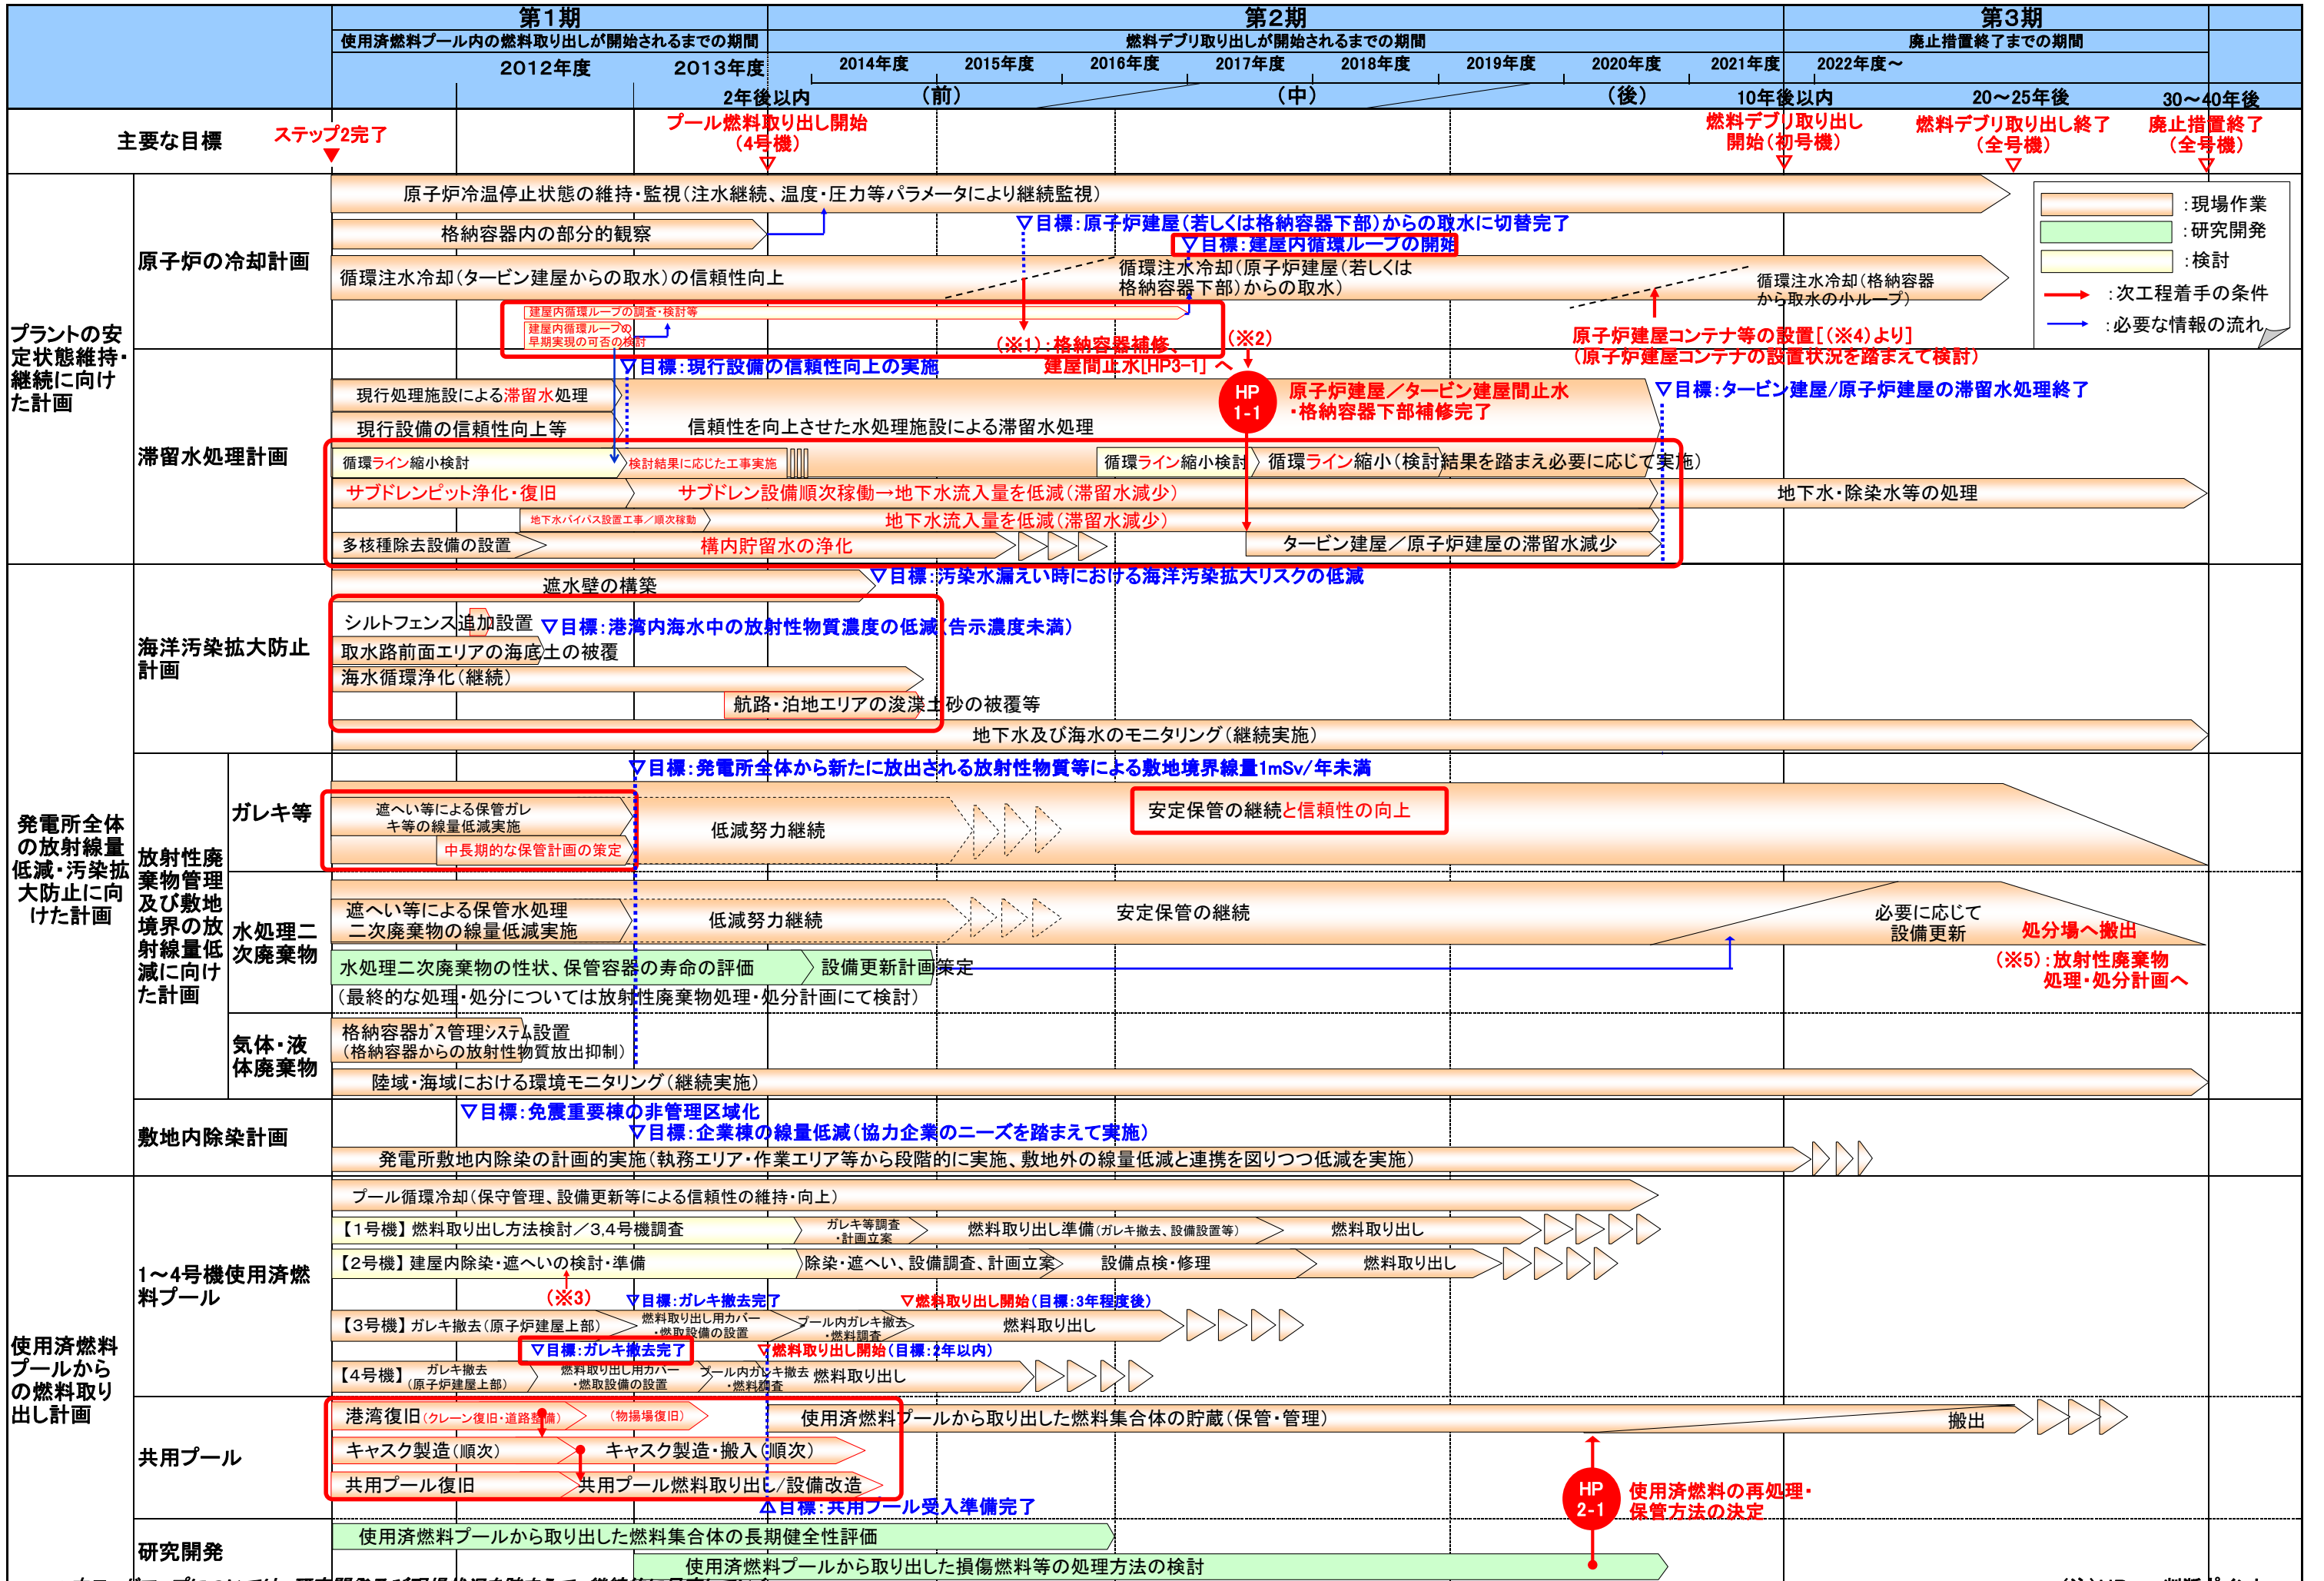 第1期
第2期
第3期
使用済燃料プール内の燃料取り出しが開始されるまでの期間
燃料デブリ取り出しが開始されるまでの期間
廃止措置終了までの期間
2012年度
2013年度
2014年度
2015年度
2016年度
2017年度
2018年度
2019年度
2020年度
2021年度
2022年度～
2年後以内
（前）
（中）
（後）
10年後以内
20～25年後
30～40年後
主要な目標
ステップ2完了
プール燃料取り出し開始
（4号機）
燃料デブリ取り出し
開始（初号機）
燃料デブリ取り出し終了
（全号機）
廃止措置終了
（全号機）
：現場作業
：研究開発
：検討
：次工程着手の条件
：必要な情報の流れ
プラントの安
定状態維持・
継続に向け
た計画
原子炉の冷却計画
原子炉冷温停止状態の維持・監視（注水継続、温度・圧力等パラメータにより継続監視）
格納容器内の部分的観察
▽目標：原子炉建屋（若しくは格納容器下部）からの取水に切替完了
▽目標：建屋内循環ループの開始
循環注水冷却（タービン建屋からの取水）の信頼性向上
循環注水冷却（原子炉建屋（若しくは
格納容器下部）からの取水）
循環注水冷却（格納容器
から取水の小ループ）
建屋内循環ループの調査・検討等
建屋内循環ループの
早期実現の可否の検討
（※1）：格納容器補修、
建屋間止水[HP3-1] へ
（※2）
原子炉建屋コンテナ等の設置[（※4）より]
（原子炉建屋コンテナの設置状況を踏まえて検討）
滞留水処理計画
▽目標：現行設備の信頼性向上の実施
現行処理施設による滞留水処理
現行設備の信頼性向上等
信頼性を向上させた水処理施設による滞留水処理
HP
1-1
原子炉建屋／タービン建屋間止水
・格納容器下部補修完了
▽目標：タービン建屋/原子炉建屋の滞留水処理終了
循環ライン縮小検討
検討結果に応じた工事実施
循環ライン縮小検討
循環ライン縮小（検討結果を踏まえ必要に応じて実施）
サブドレンピット浄化・復旧
サブドレン設備順次稼働→地下水流入量を低減（滞留水減少）
地下水・除染水等の処理
地下水バイパス設置工事／順次稼動
地下水流入量を低減（滞留水減少）
多核種除去設備の設置
構内貯留水の浄化
タービン建屋／原子炉建屋の滞留水減少
発電所全体
の放射線量
低減・汚染拡
大防止に向
けた計画
海洋汚染拡大防止
計画
遮水壁の構築
▽目標：汚染水漏えい時における海洋汚染拡大リスクの低減
シルトフェンス追加設置
▽目標：港湾内海水中の放射性物質濃度の低減（告示濃度未満）
取水路前面エリアの海底土の被覆
海水循環浄化（継続）
航路・泊地エリアの浚渫土砂の被覆等
地下水及び海水のモニタリング（継続実施）
放射性廃
棄物管理
及び敷地
境界の放
射線量低
減に向け
た計画
ガレキ等
▽目標：発電所全体から新たに放出される放射性物質等による敷地境界線量1mSv/年未満
遮へい等による保管ガレ
キ等の線量低減実施
中長期的な保管計画の策定
低減努力継続
安定保管の継続と信頼性の向上
水処理二
次廃棄物
遮へい等による保管水処理
二次廃棄物の線量低減実施
低減努力継続
安定保管の継続
必要に応じて
設備更新
処分場へ搬出
（※5）：放射性廃棄物
処理・処分計画へ
水処理二次廃棄物の性状、保管容器の寿命の評価
設備更新計画策定
（最終的な処理・処分については放射性廃棄物処理・処分計画にて検討）
気体・液
体廃棄物
格納容器ガス管理システム設置
（格納容器からの放射性物質放出抑制）
陸域・海域における環境モニタリング（継続実施）
敷地内除染計画
▽目標：免震重要棟の非管理区域化
▽目標：企業棟の線量低減（協力企業のニーズを踏まえて実施）
発電所敷地内除染の計画的実施（執務エリア・作業エリア等から段階的に実施、敷地外の線量低減と連携を図りつつ低減を実施）
使用済燃料
プールから
の燃料取り
出し計画
1～4号機使用済燃
料プール
プール循環冷却（保守管理、設備更新等による信頼性の維持・向上）
【1号機】燃料取り出し方法検討／3,4号機調査
ガレキ等調査
・計画立案
燃料取り出し準備（ガレキ撤去、設備設置等）
燃料取り出し
【2号機】建屋内除染・遮へいの検討・準備
除染・遮へい、設備調査、計画立案
設備点検・修理
燃料取り出し
（※3）
▽目標：ガレキ撤去完了
▽燃料取り出し開始（目標：3年程度後）
【3号機】ガレキ撤去（原子炉建屋上部）
燃料取り出し用カバー
・燃取設備の設置
プール内ガレキ撤去
・燃料調査
燃料取り出し
▽目標：ガレキ撤去完了
▽燃料取り出し開始（目標：2年以内）
【4号機】
ガレキ撤去
（原子炉建屋上部）
燃料取り出し用カバー
・燃取設備の設置
プール内ガレキ撤去
・燃料調査
燃料取り出し
共用プール
港湾復旧（クレーン復旧・道路整備）
（物揚場復旧）
使用済燃料プールから取り出した燃料集合体の貯蔵（保管・管理）
搬出
キャスク製造（順次）
キャスク製造・搬入（順次）
共用プール復旧
共用プール燃料取り出し/設備改造
△目標：共用プール受入準備完了
HP
2-1
使用済燃料の再処理・
保管方法の決定
研究開発
使用済燃料プールから取り出した燃料集合体の長期健全性評価
使用済燃料プールから取り出した損傷燃料等の処理方法の検討